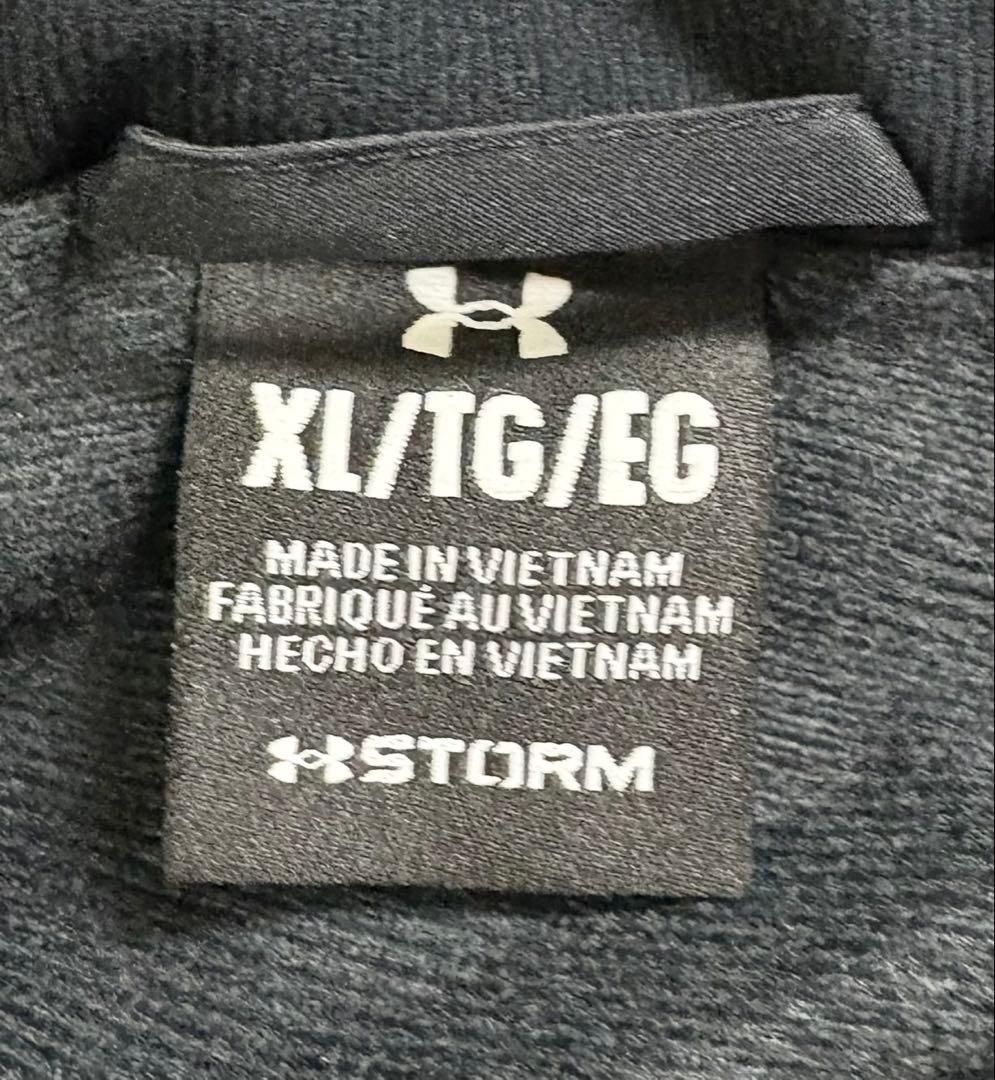 XL/TG/EG
MADE IN VIETNAM
FABRIQUÉ AU VIETNAM
HECHO EN VIETNAM
STORM